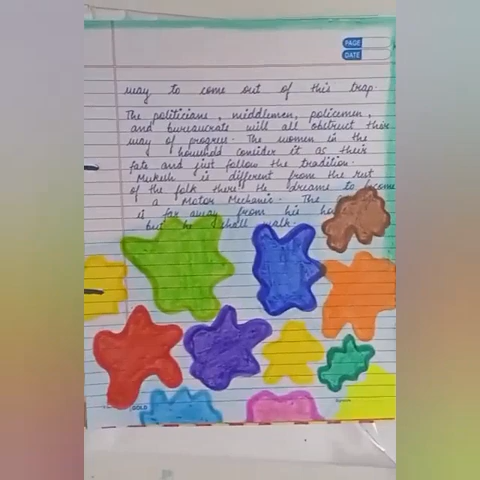 PAGE
DATE
way to come out of this trap.
The politicians, middlemen, policemen,
and bureaucrats will all obstruct their
way of progress. The women in the
household consider it as their
fate and just follow the tradition.
Mukesh is different from the rest
of the folk there. He dreams to become
a Motor Mechanic. The
is far away from his
but he shall walk.
GOLD